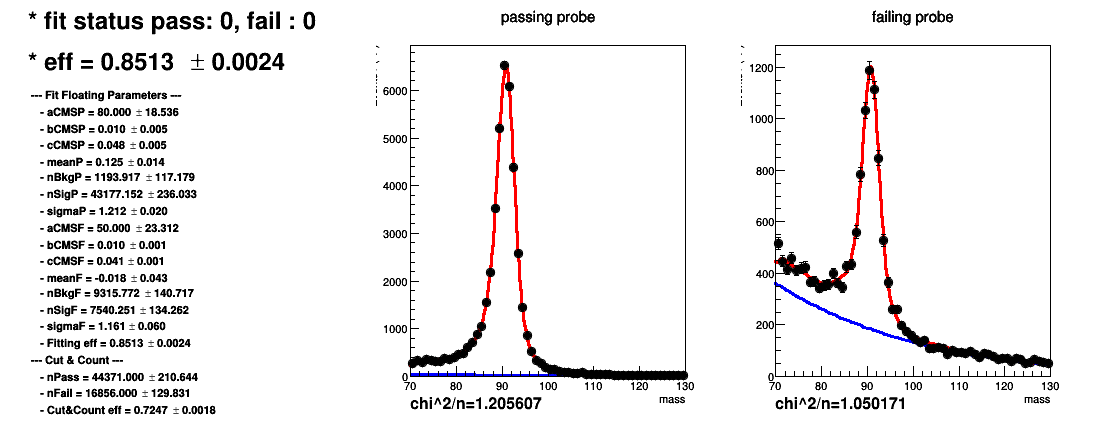 * fit status pass: 0, fail : 0
* eff = 0.8513 ± 0.0024
--- Fit Floating Parameters ---
- aCMSP = 80.000 ± 18.536
- bCMSP = 0.010 ± 0.005
- cCMSP = 0.048 ± 0.005
- meanP = 0.125 ± 0.014
- nBkgP = 1193.917 ± 117.179
- nSigP = 43177.152 ± 236.033
- sigmaP = 1.212 ± 0.020
- aCMSF = 50.000 ± 23.312
- bCMSF = 0.010 ± 0.001
- cCMSF = 0.041 ± 0.001
- meanF = -0.018 ± 0.043
- nBkgF = 9315.772 ± 140.717
- nSigF = 7540.251 ± 134.262
- sigmaF = 1.161 ± 0.060
- Fitting eff = 0.8513 ± 0.0024
--- Cut & Count ---
- nPass = 44371.000 ± 210.644
- nFail = 16856.000 ± 129.831
- Cut&Count eff = 0.7247 ± 0.0018
passing probe
6000
5000
4000
3000
2000
1000
0
70 80 90 100 110 120 130
mass
chi^2/n=1.205607
failing probe
1200
1000
800
600
400
200
0
70 80 90 100 110 120 130
mass
chi^2/n=1.050171